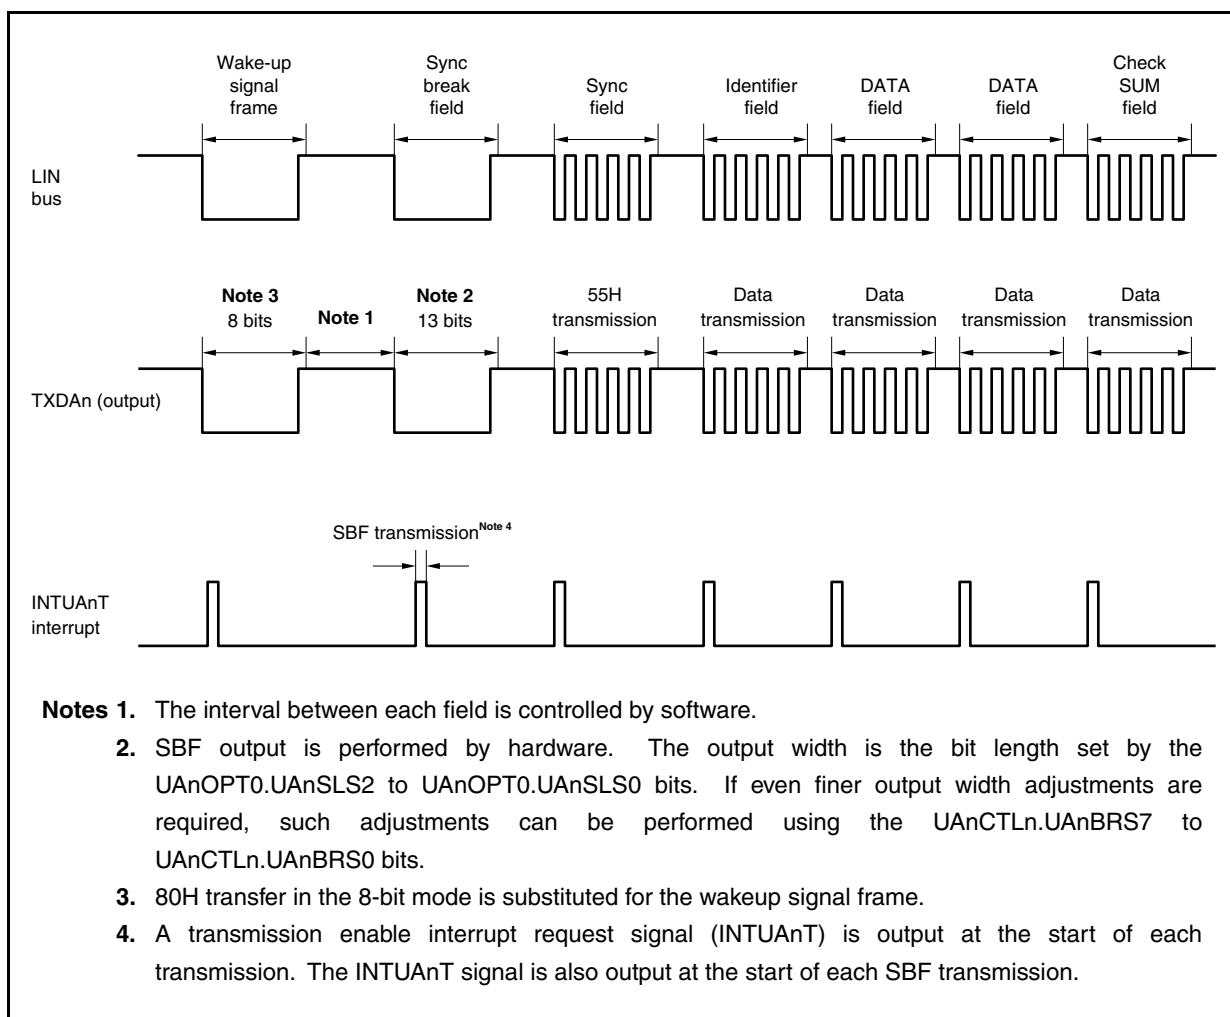 Wake-up
signal
frame
Sync
break
field
Sync
field
Identifier
field
DATA
field
DATA
field
Check
SUM
field
LIN
bus
Note 3
8 bits
Note 1
Note 2
13 bits
55H
transmission
Data
transmission
Data
transmission
Data
transmission
Data
transmission
TXDAn (output)
SBF transmission Note 4
INTUAnT
interrupt
Notes 1. The interval between each field is controlled by software.
2. SBF output is performed by hardware. The output width is the bit length set by the
UAnOPT0.UAnSLS2 to UAnOPT0.UAnSLS0 bits. If even finer output width adjustments are
required, such adjustments can be performed using the UAnCTLn.UAnBRS7 to
UAnCTLn.UAnBRS0 bits.
3. 80H transfer in the 8-bit mode is substituted for the wakeup signal frame.
4. A transmission enable interrupt request signal (INTUAnT) is output at the start of each
transmission. The INTUAnT signal is also output at the start of each SBF transmission.